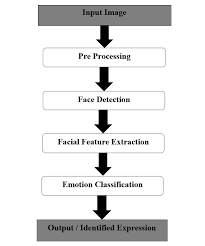 Input Image
Pre Processing
Face Detection
Facial Feature Extraction
Emotion Classification
Output / Identified Expression